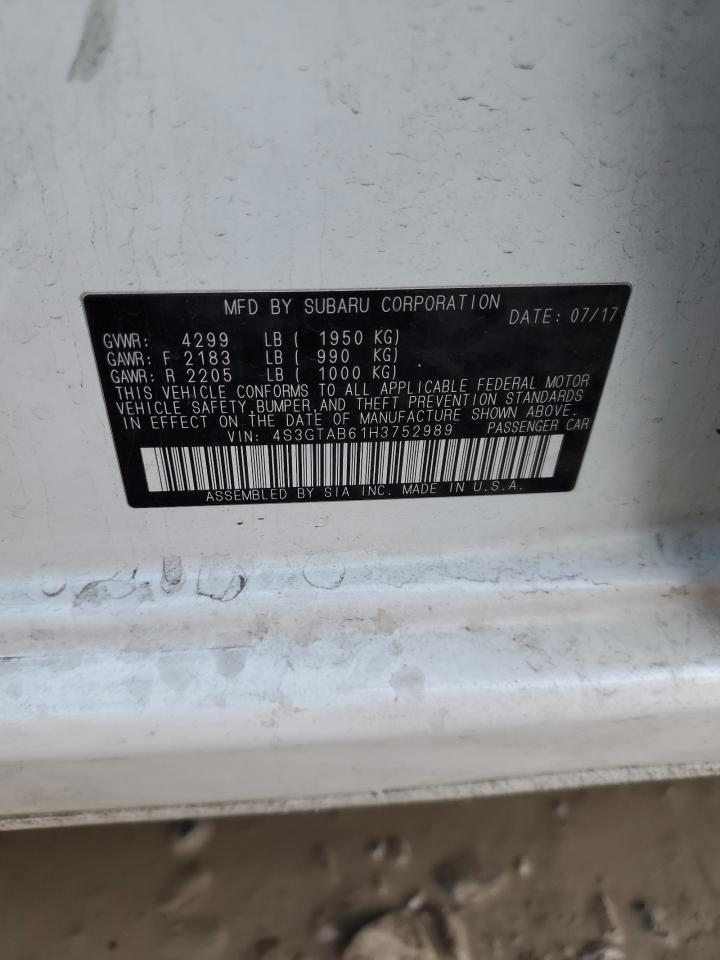 MFD BY SUBARU CORPORATION DATE: 07/17
GVWR: 4299 LB ( 1950 KG)
GAWR: F 2183 LB ( 990 KG)
GAWR: R 2205 LB ( 1000 KG)
THIS VEHICLE CONFORMS TO ALL APPLICABLE FEDERAL MOTOR
VEHICLE SAFETY, BUMPER, AND THEFT PREVENTION STANDARDS
IN EFFECT ON THE DATE OF MANUFACTURE SHOWN ABOVE.
VIN: 4S3GTAB61H3752989 PASSENGER CAR
ASSEMBLED BY SIA INC. MADE IN U.S.A.